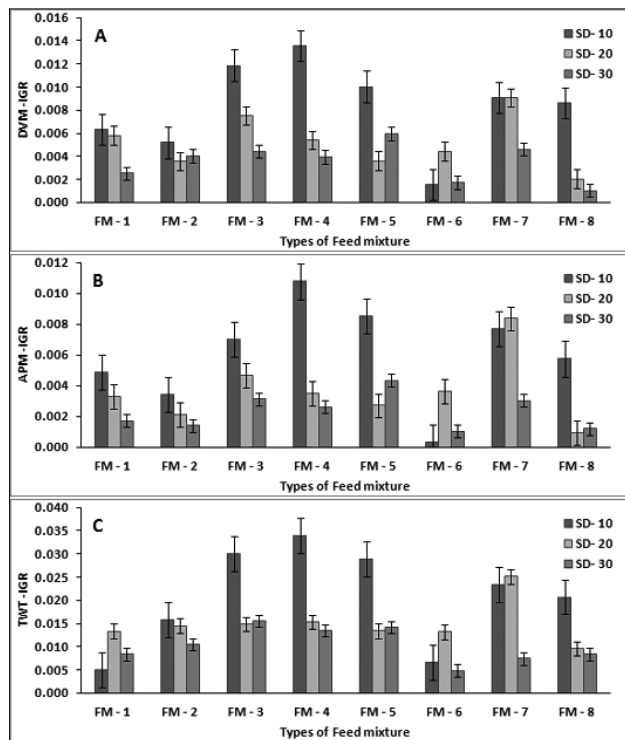 A
SD- 10
SD- 20
SD- 30
DVM-IGR
0.016
0.014
0.012
0.010
0.008
0.006
0.004
0.002
0.000
FM - 1 FM - 2 FM - 3 FM - 4 FM - 5 FM - 6 FM - 7 FM - 8
Types of Feed mixture
B
SD- 10
SD- 20
SD- 30
APM-IGR
0.012
0.010
0.008
0.006
0.004
0.002
0.000
FM - 1 FM - 2 FM - 3 FM - 4 FM - 5 FM - 6 FM - 7 FM - 8
Types of Feed mixture
C
SD- 10
SD- 20
SD- 30
TWT-IGR
0.040
0.035
0.030
0.025
0.020
0.015
0.010
0.005
0.000
FM - 1 FM - 2 FM - 3 FM - 4 FM - 5 FM - 6 FM - 7 FM - 8
Types of Feed mixture